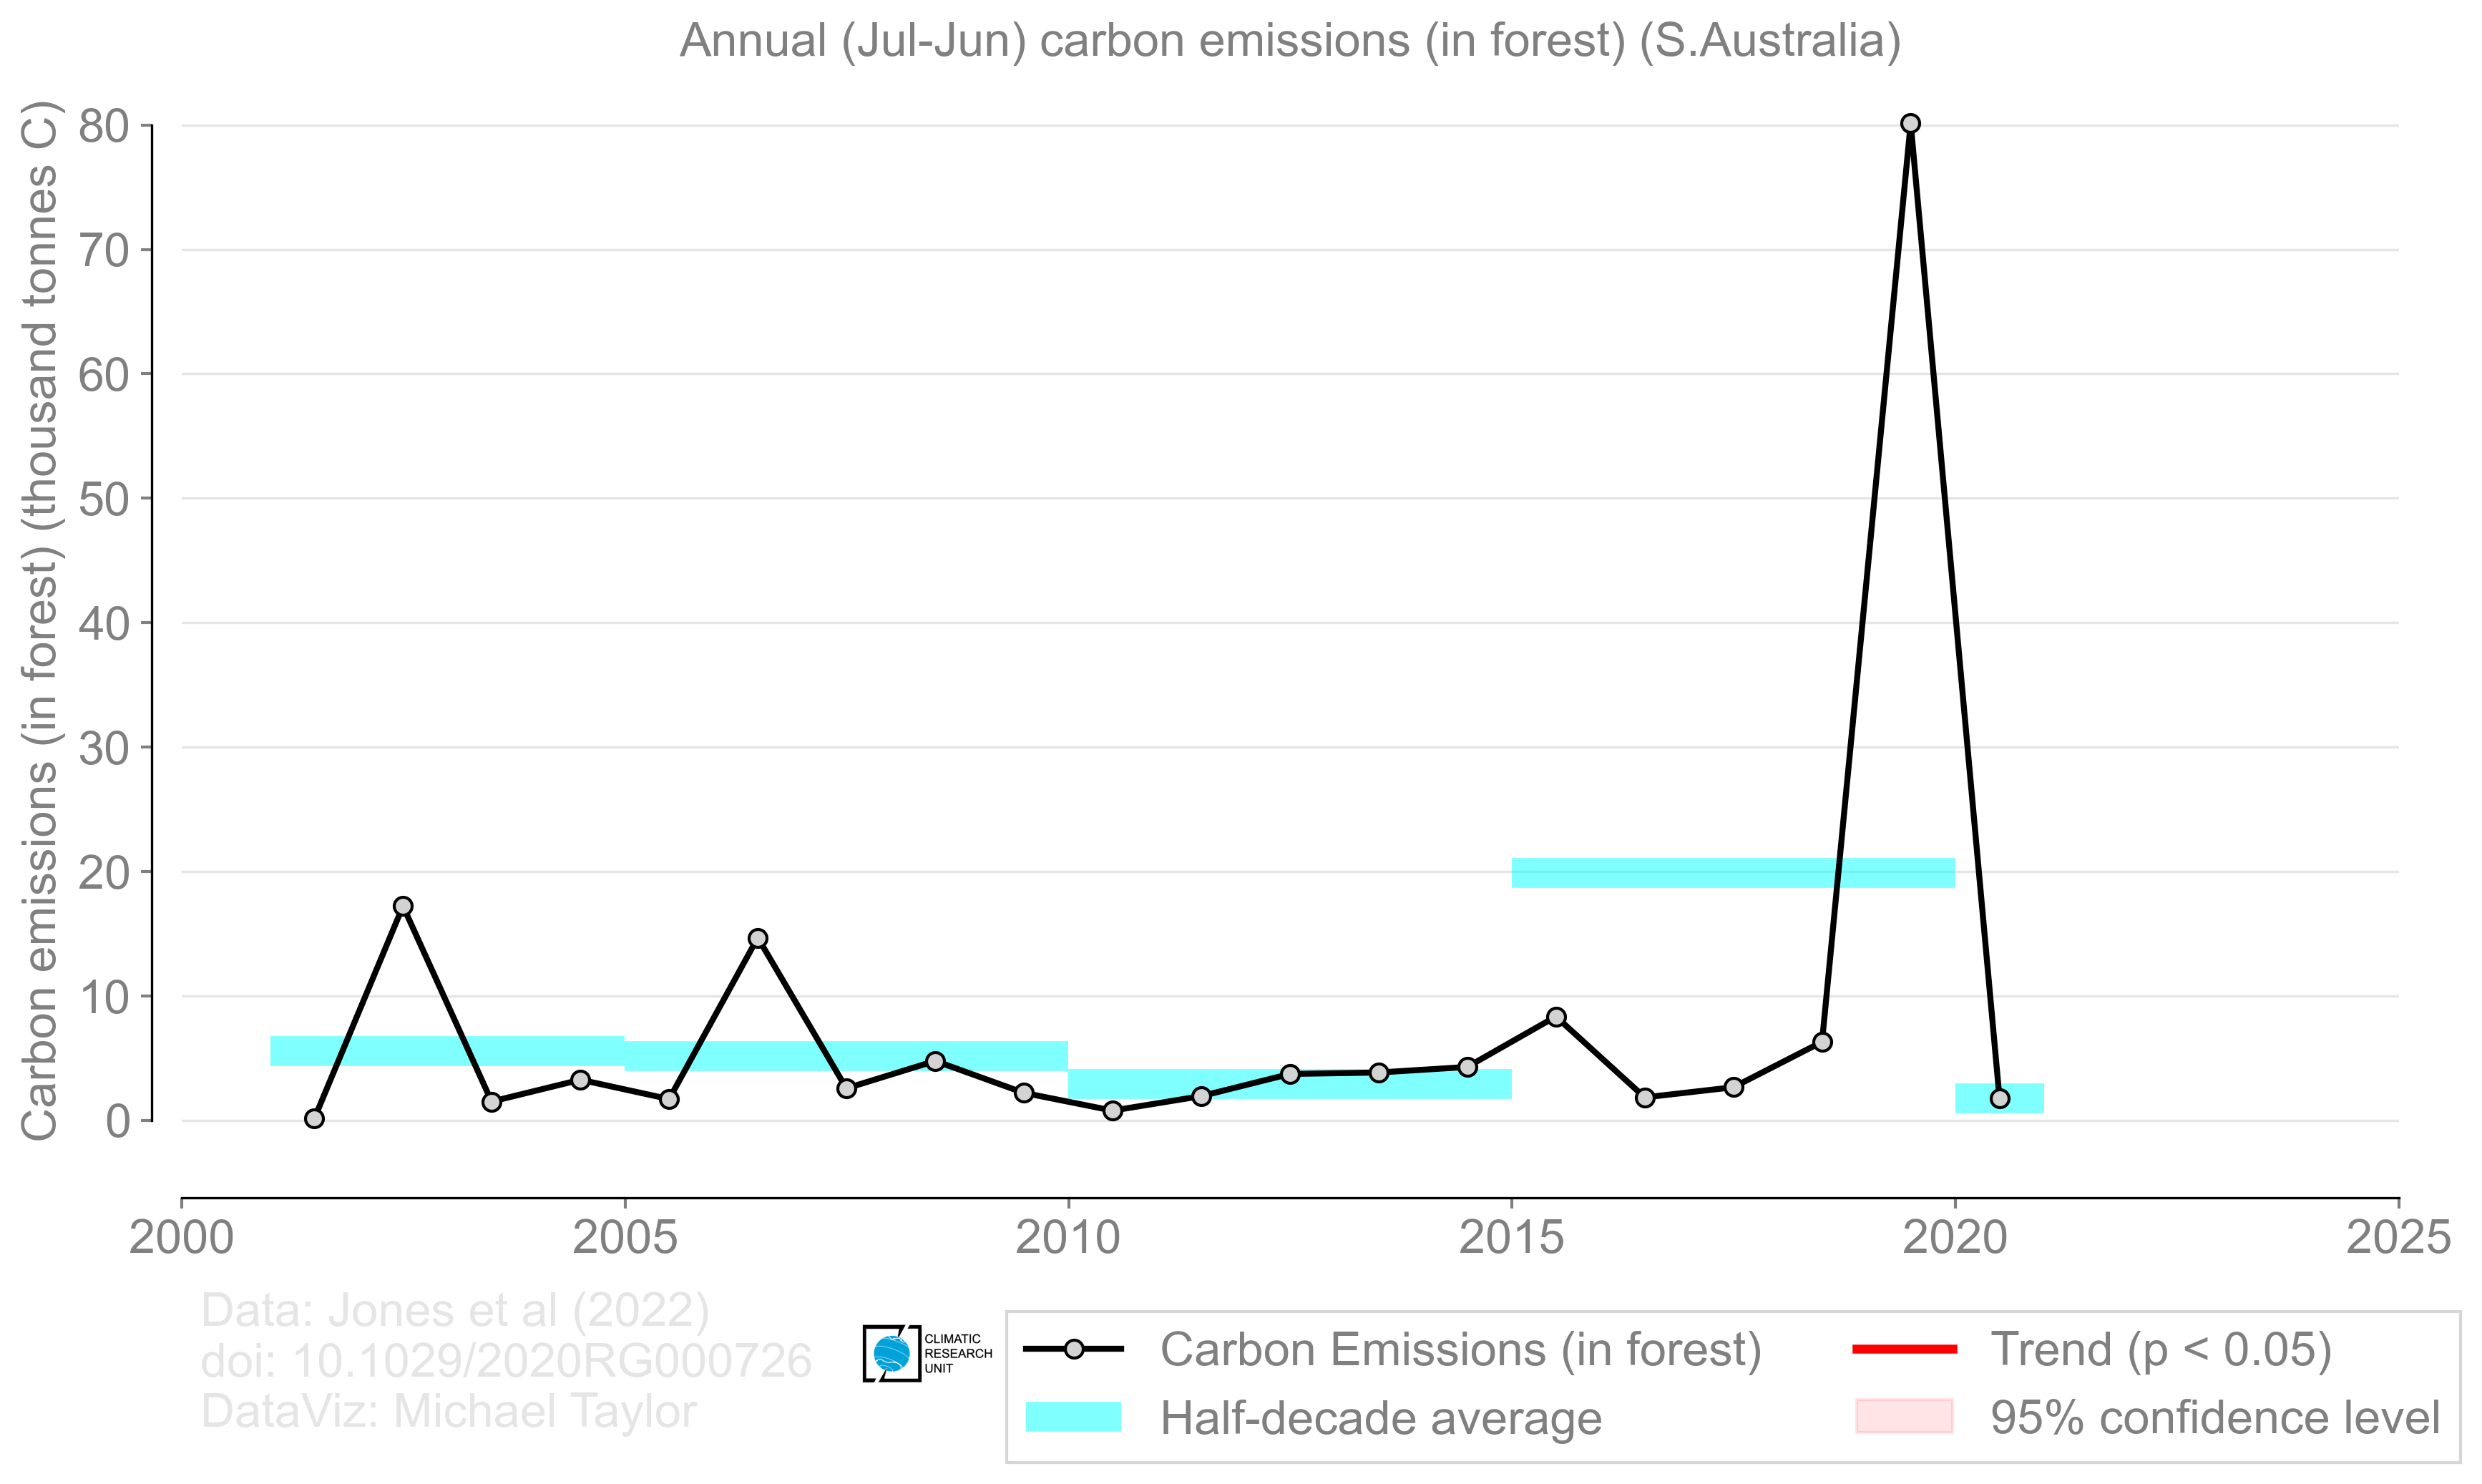 Annual (Jul-Jun) carbon emissions (in forest) (S.Australia)
Carbon emissions (in forest) (thousand tonnes C)
80
70
60
50
40
30
20
10
0
2000 2005 2010 2015 2020 2025
Data: Jones et al (2022)
doi: 10.1029/2020RG000726
DataViz: Michael Taylor
CLIMATIC
RESEARCH
UNIT
Carbon Emissions (in forest)
Half-decade average
Trend (p < 0.05)
95% confidence level